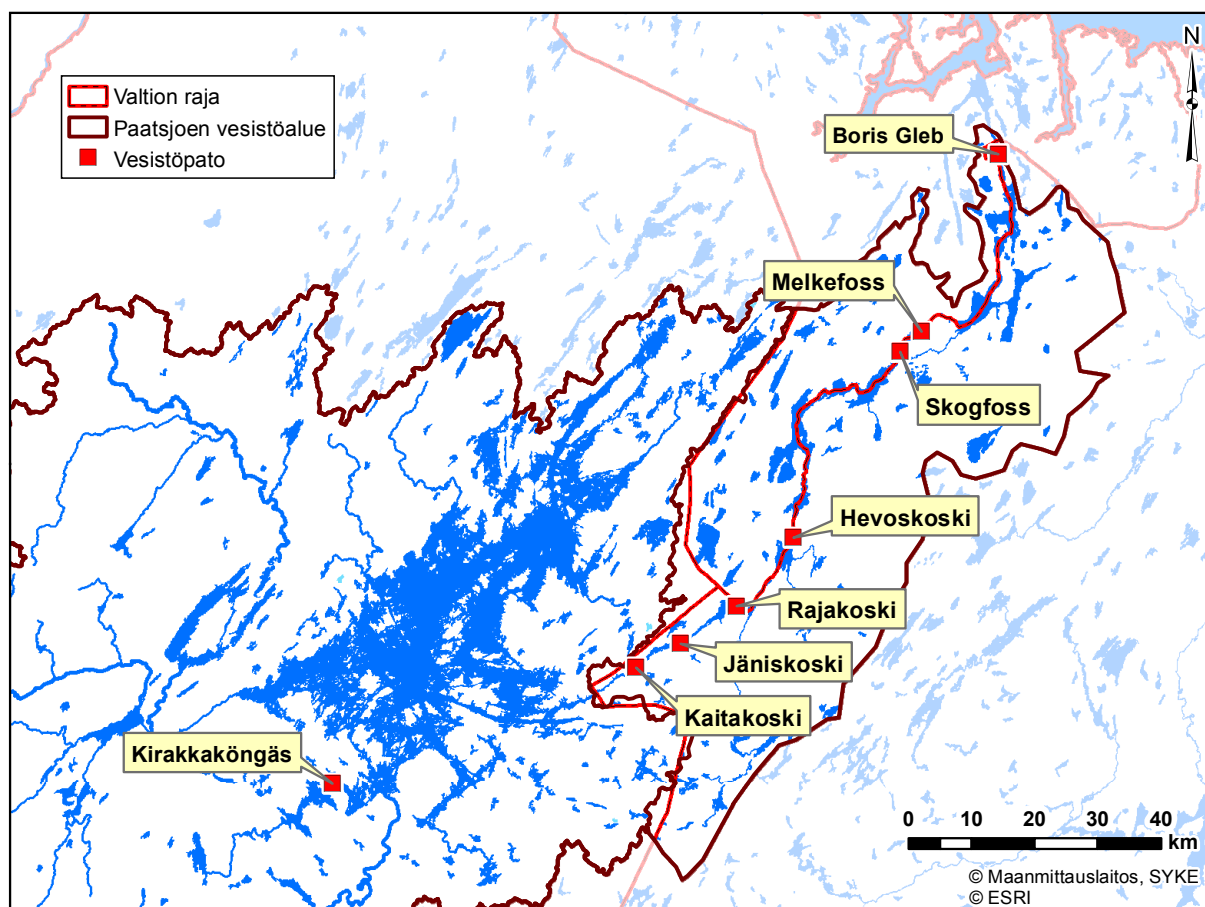 N
Valtion raja
Paatsjoen vesistöalue
Vesistöpato
Boris Gleb
Melkefoss
Skogfoss
Hevoskoski
Rajakoski
Jäniskoski
Kaitakoski
Kirakkaköngäs
0 10 20 30 40
km
© Maanmittauslaitos, SYKE
© ESRI